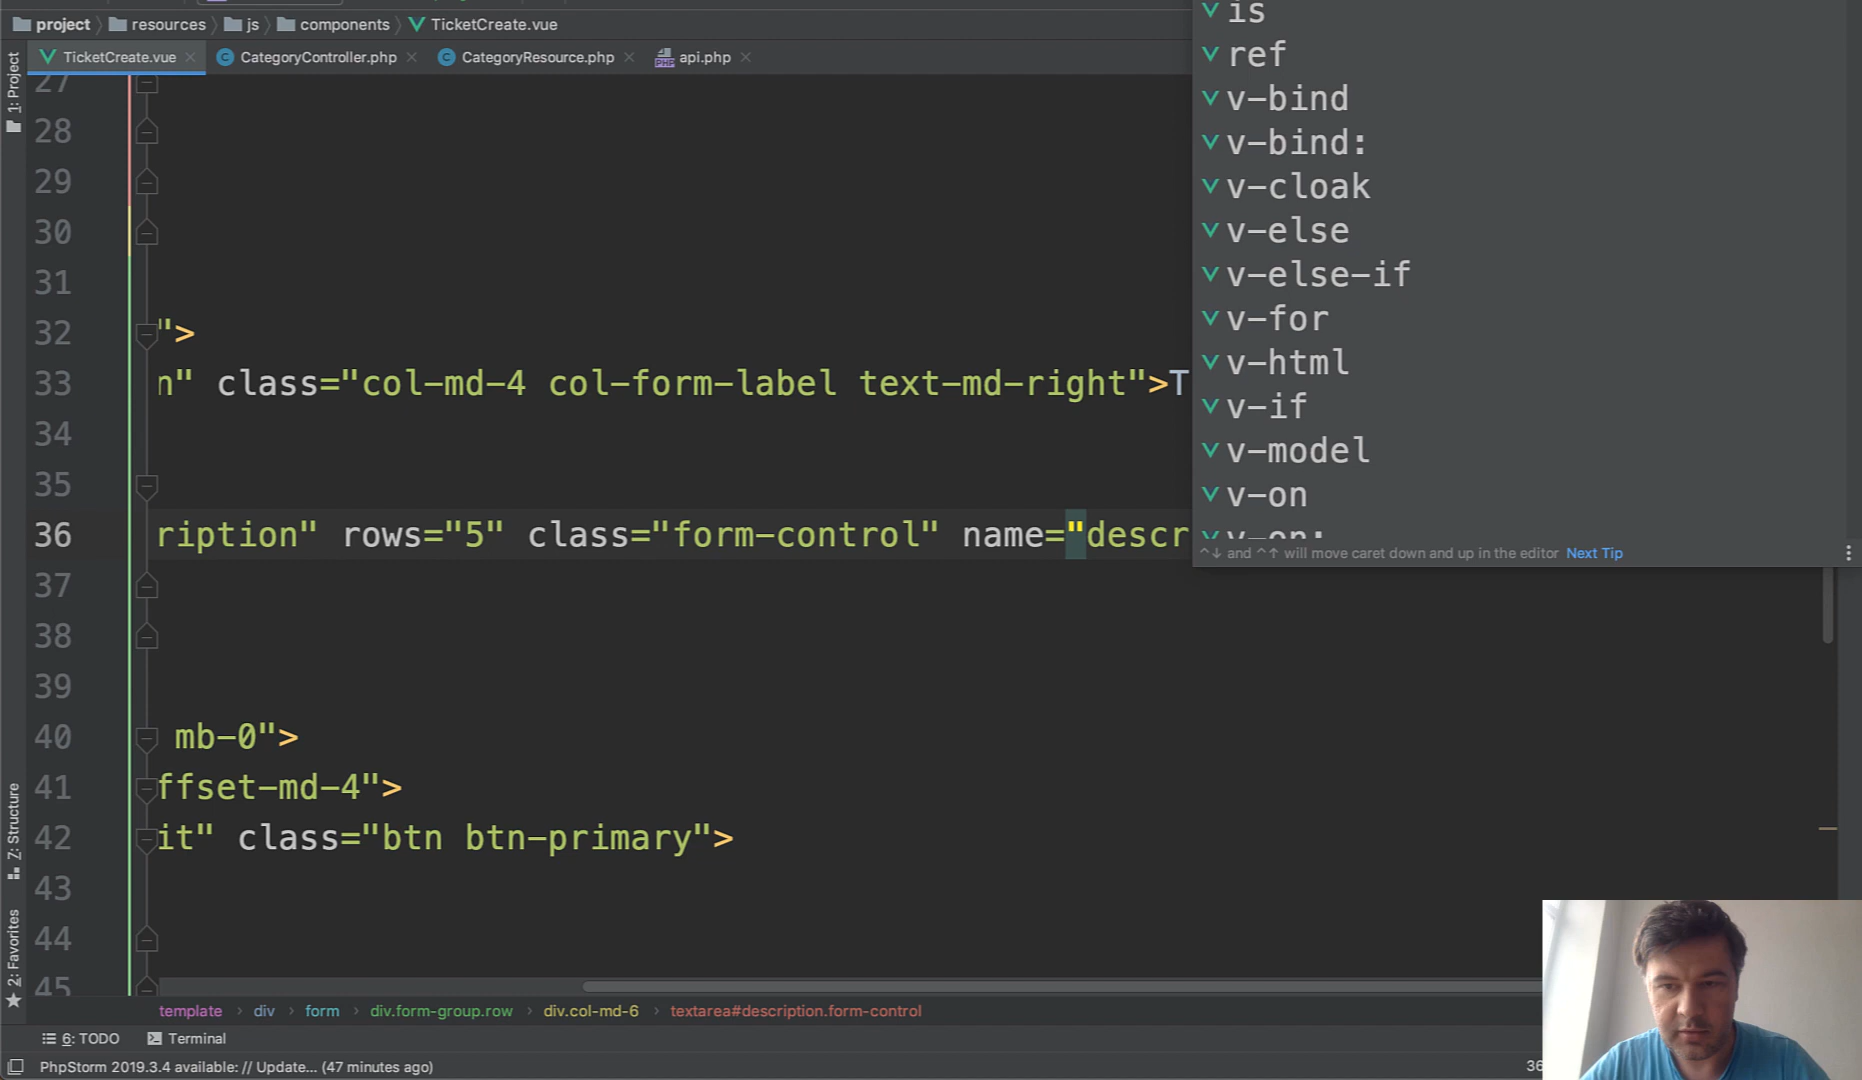 project resources js components TicketCreate.vue
TicketCreate.vue CategoryController.php CategoryResource.php api.php
1: Project
Z: Structure
2: Favorites
27
28
29
30
31
32 ">
33 n" class="col-md-4 col-form-label text-md-right">T
34
35
36 ription" rows="5" class="form-control" name="descr
37
38
39
40 mb-0">
41 ffset-md-4">
42 it" class="btn btn-primary">
43
44
45
is
ref
v-bind
v-bind:
v-cloak
v-else
v-else-if
v-for
v-html
v-if
v-model
v-on
v-on:
^↓ and ^↑ will move caret down and up in the editor Next Tip
template › div › form › div.form-group.row › div.col-md-6 › textarea#description.form-control
6: TODO Terminal
PhpStorm 2019.3.4 available: // Update... (47 minutes ago)
36